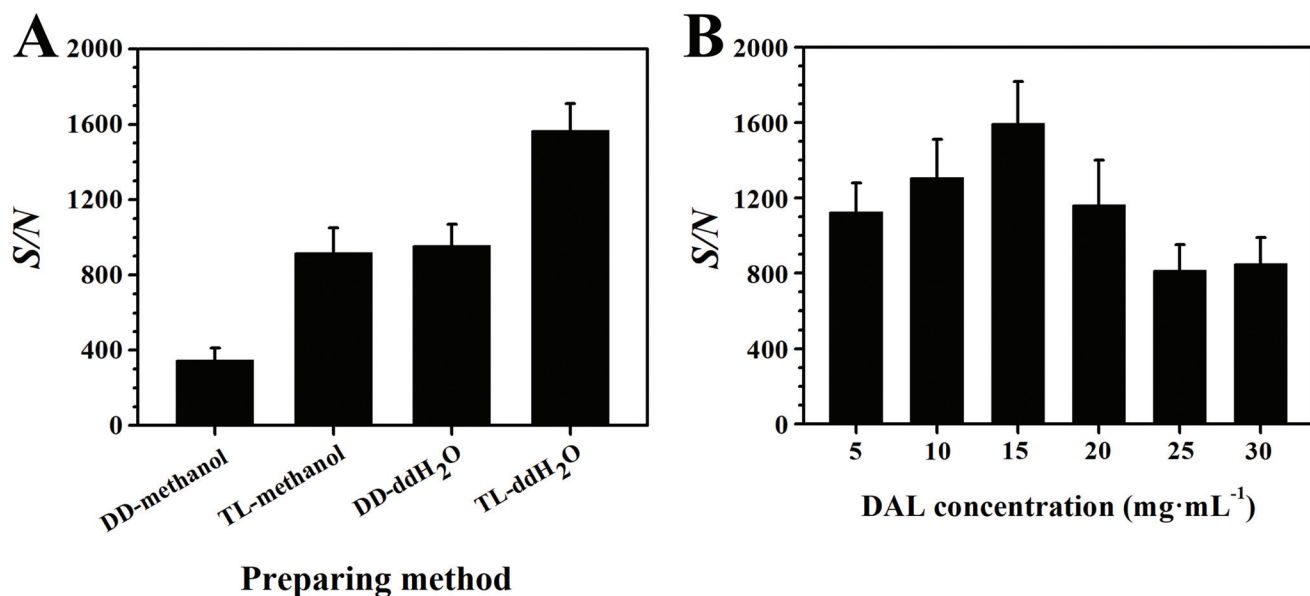 A
2000
1600
1200
800
400
0
S/N
DD-methanol
TL-methanol
DD-ddH₂O
TL-ddH₂O
Preparing method
B
2000
1600
1200
800
400
0
S/N
5 10 15 20 25 30
DAL concentration (mg·mL⁻¹)